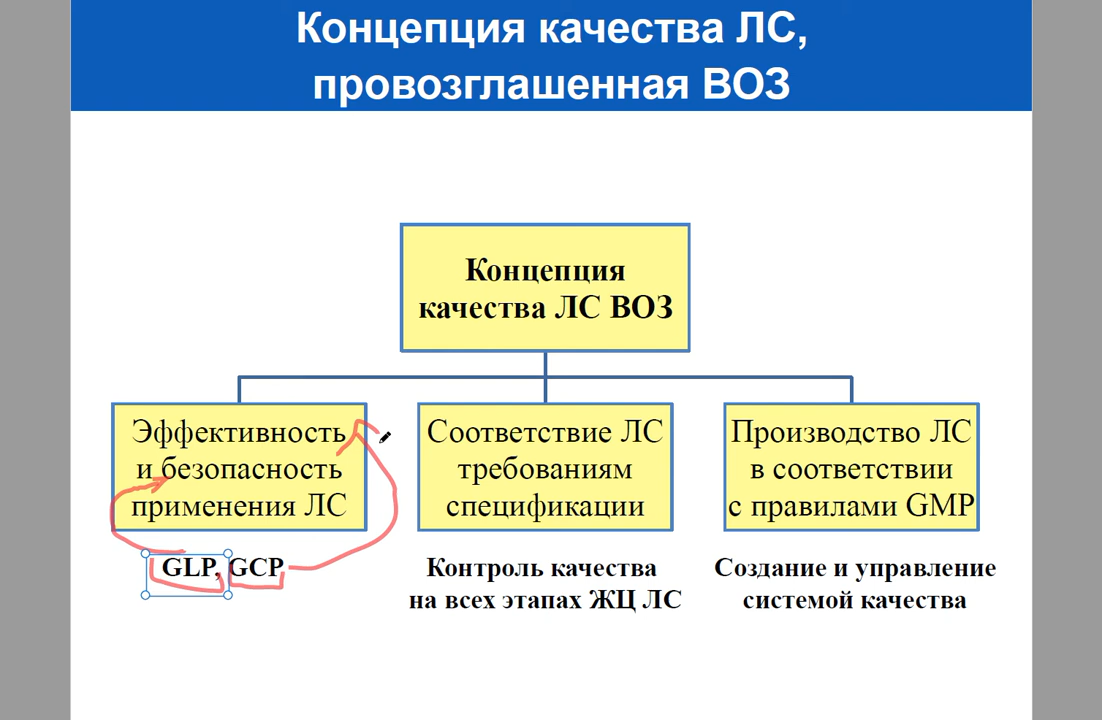 Концепция качества ЛС,
провозглашенная ВОЗ
Концепция
качества ЛС ВОЗ
Эффективность
и безопасность
применения ЛС
GLP, GCP
Соответствие ЛС
требованиям
спецификации
Контроль качества
на всех этапах ЖЦ ЛС
Производство ЛС
в соответствии
с правилами GMP
Создание и управление
системой качества